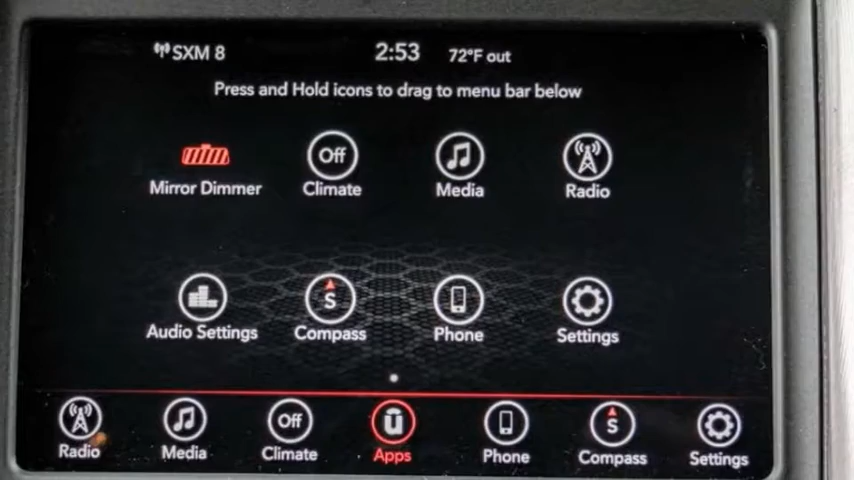 SXM 8 2:53 72°F out
Press and Hold icons to drag to menu bar below
Off
Mirror Dimmer Climate Media Radio
S
Audio Settings Compass Phone Settings
Off u S
Radio Media Climate Apps Phone Compass Settings